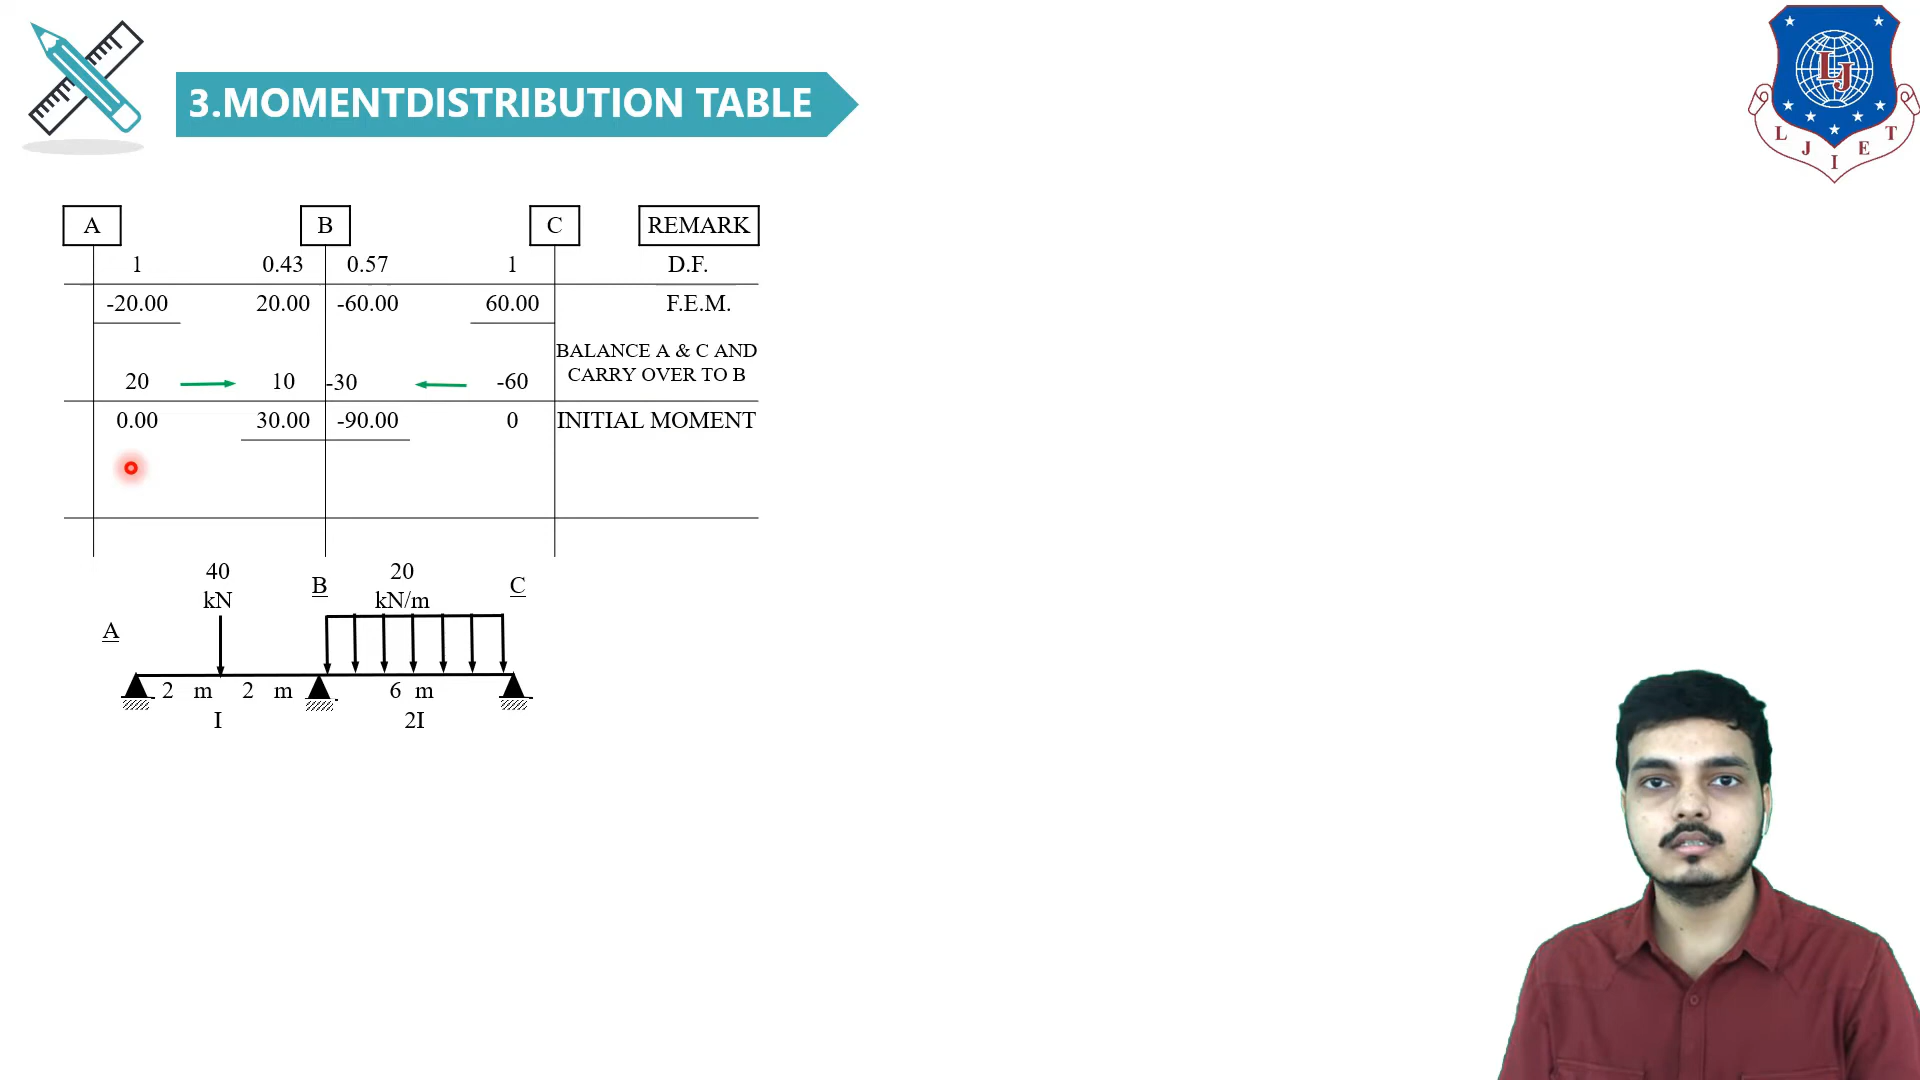 3.MOMENTDISTRIBUTION TABLE
LJ
L J I E T
A B C REMARK
1 0.43 0.57 1 D.F.
-20.00 20.00 -60.00 60.00 F.E.M.
BALANCE A & C AND
CARRY OVER TO B
20 10 -30 -60
0.00 30.00 -90.00 0 INITIAL MOMENT
40
kN
20
kN/m
B
C
A
2 m 2 m 6 m
I 2I